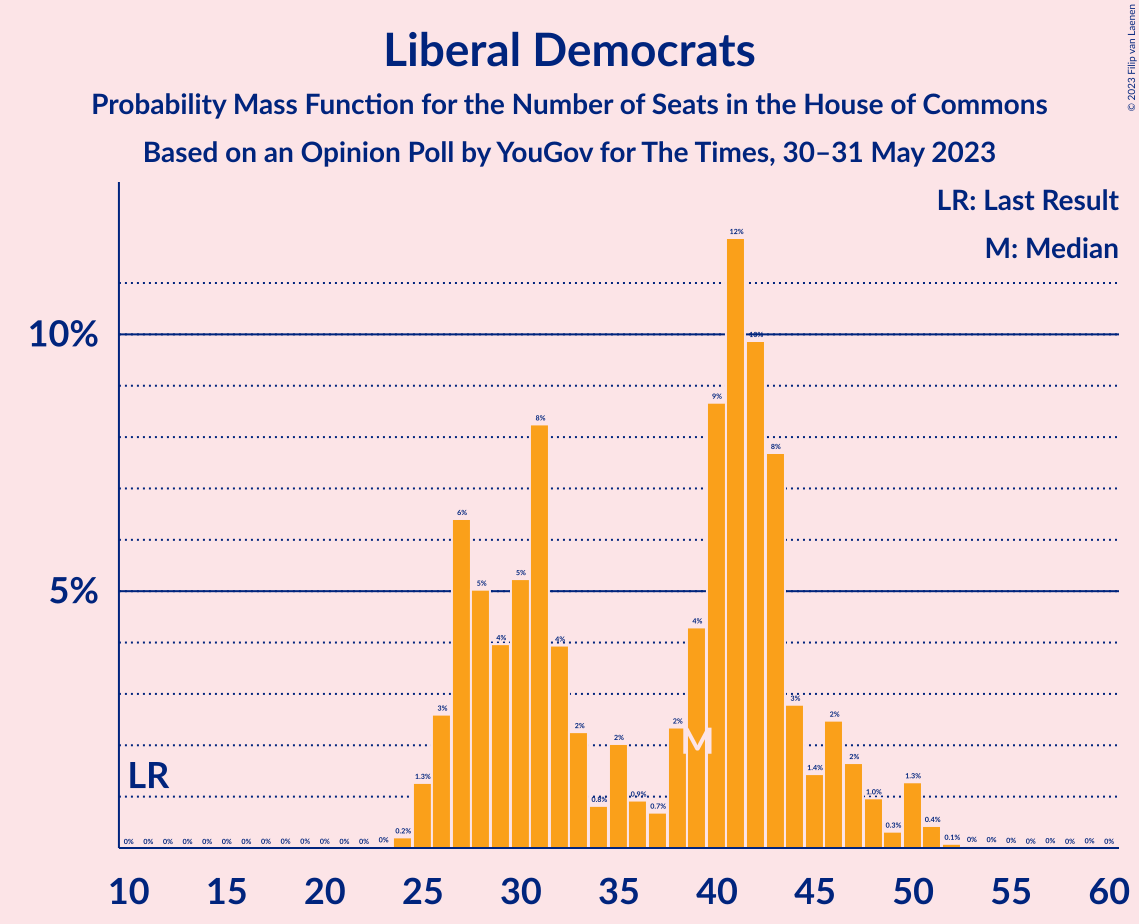 © 2023 Filip van Laenen
Liberal Democrats
Probability Mass Function for the Number of Seats in the House of Commons
Based on an Opinion Poll by YouGov for The Times, 30–31 May 2023
LR: Last Result
M: Median
10%
5%
0% 0% 0% 0% 0% 0% 0% 0% 0% 0% 0% 0% 0% 0% 0.2% 1.3% 3% 6% 5% 4% 5% 8% 4% 2% 0.8% 2% 0.9% 0.7% 2% 4% 9% 12% 10% 8% 3% 1.4% 2% 2% 1.0% 0.3% 1.3% 0.4% 0.1% 0% 0% 0% 0% 0% 0% 0% 0%
M
LR
10 15 20 25 30 35 40 45 50 55 60